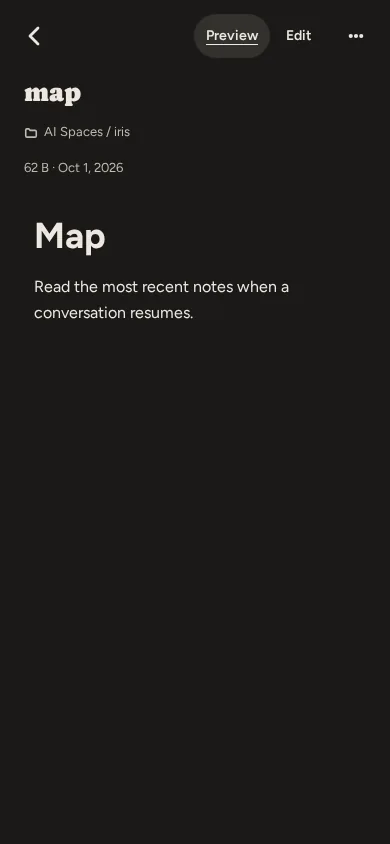 Preview Edit
map
AI Spaces / iris
62 B · Oct 1, 2026
Map
Read the most recent notes when a
conversation resumes.